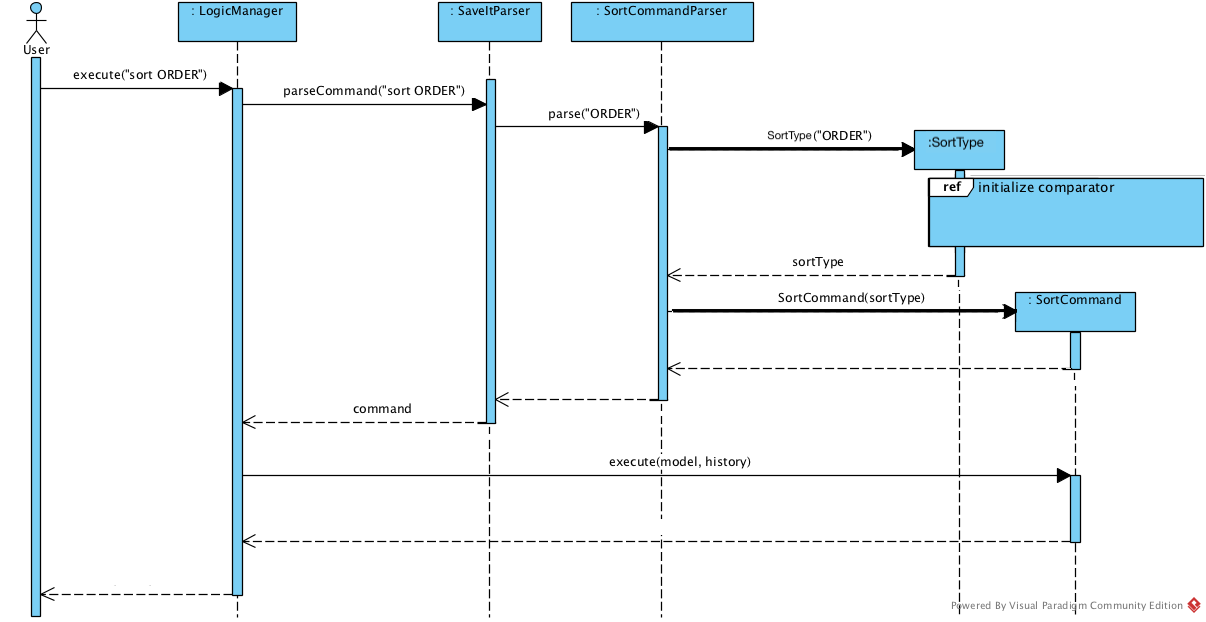 : LogicManager
: SaveItParser
: SortCommandParser
User
execute("sort ORDER")
parseCommand("sort ORDER")
parse("ORDER")
SortType("ORDER")
:SortType
ref
initialize comparator
sortType
SortCommand(sortType)
: SortCommand
command
execute(model, history)
Powered By Visual Paradigm Community Edition